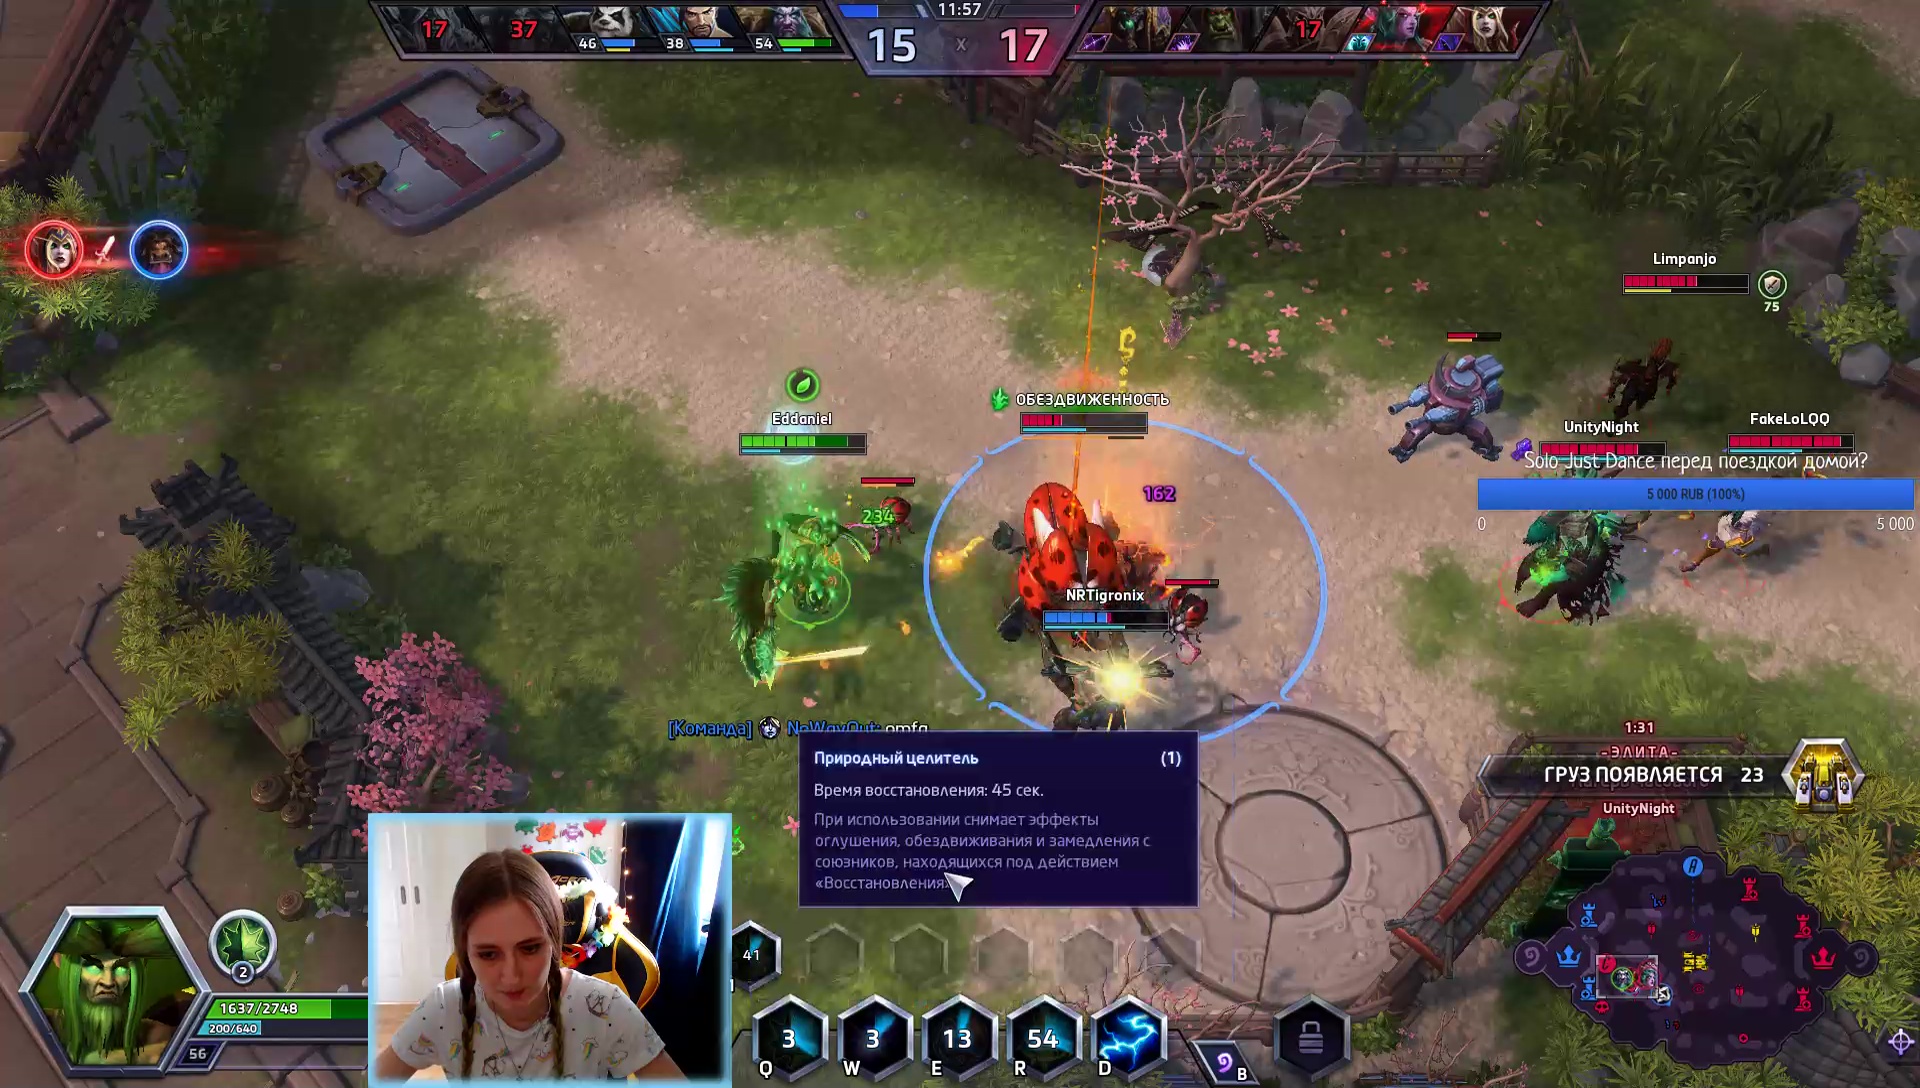 11:57
17
37
46
38
54
15
X
17
17
Limpanjo
75
Eddaniel
ОБЕЗДВИЖЕННОСТЬ
UnityNight
FakeLoLQQ
Solo Just Dance перед поездкой домой?
5 000 RUB (100%)
0
5 000
162
234
NRTigronix
[Команда] NoWayOut: omfg
Природный целитель (1)
Время восстановления: 45 сек.
При использовании снимает эффекты
оглушения, обездвиживания и замедления с
союзников, находящихся под действием
«Восстановления»
1:31
-ЭЛИТА-
ГРУЗ ПОЯВЛЯЕТСЯ 23
UnityNight
2
1637/2748
200/640
56
41
3
3
13
54
Q
W
E
R
D
B